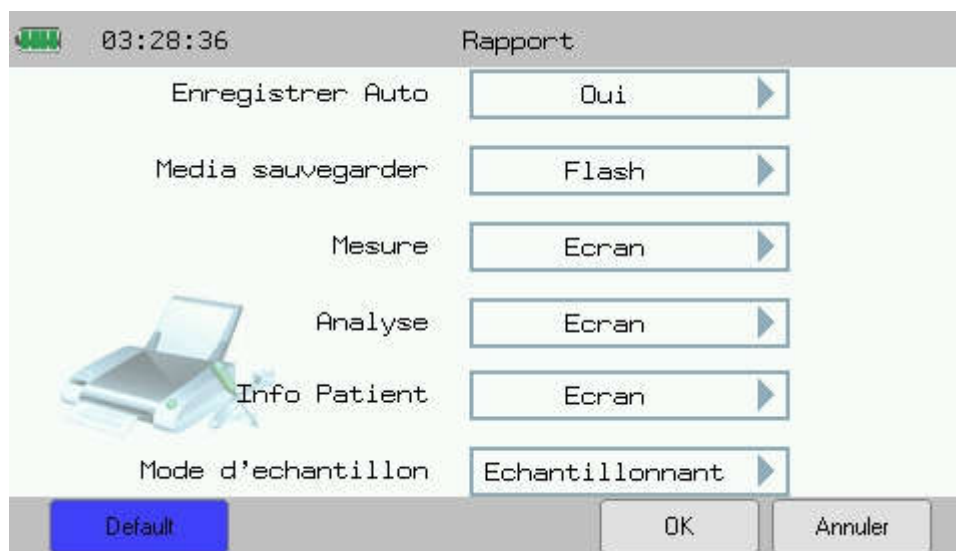 03:28:36 Rapport
Enregistrer Auto Oui
Media sauvegarder Flash
Mesure Ecran
Analyse Ecran
Info Patient Ecran
Mode d'echantillon Echantillonnant
Default OK Annuler